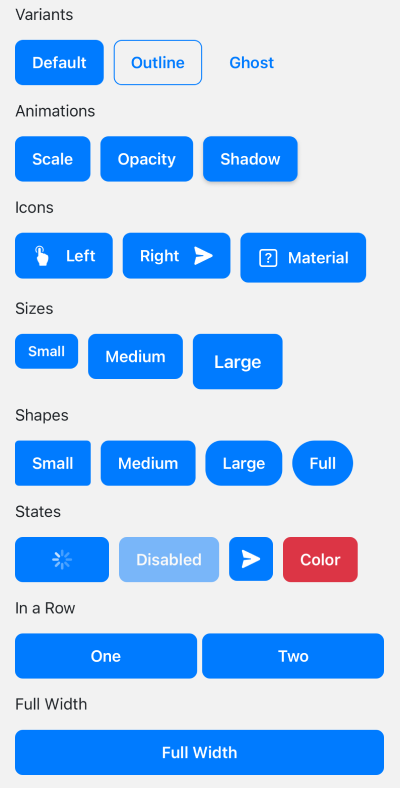 Variants
Default Outline Ghost
Animations
Scale Opacity Shadow
Icons
Left Right Material
Sizes
Small Medium Large
Shapes
Small Medium Large Full
States
Disabled Color
In a Row
One Two
Full Width
Full Width